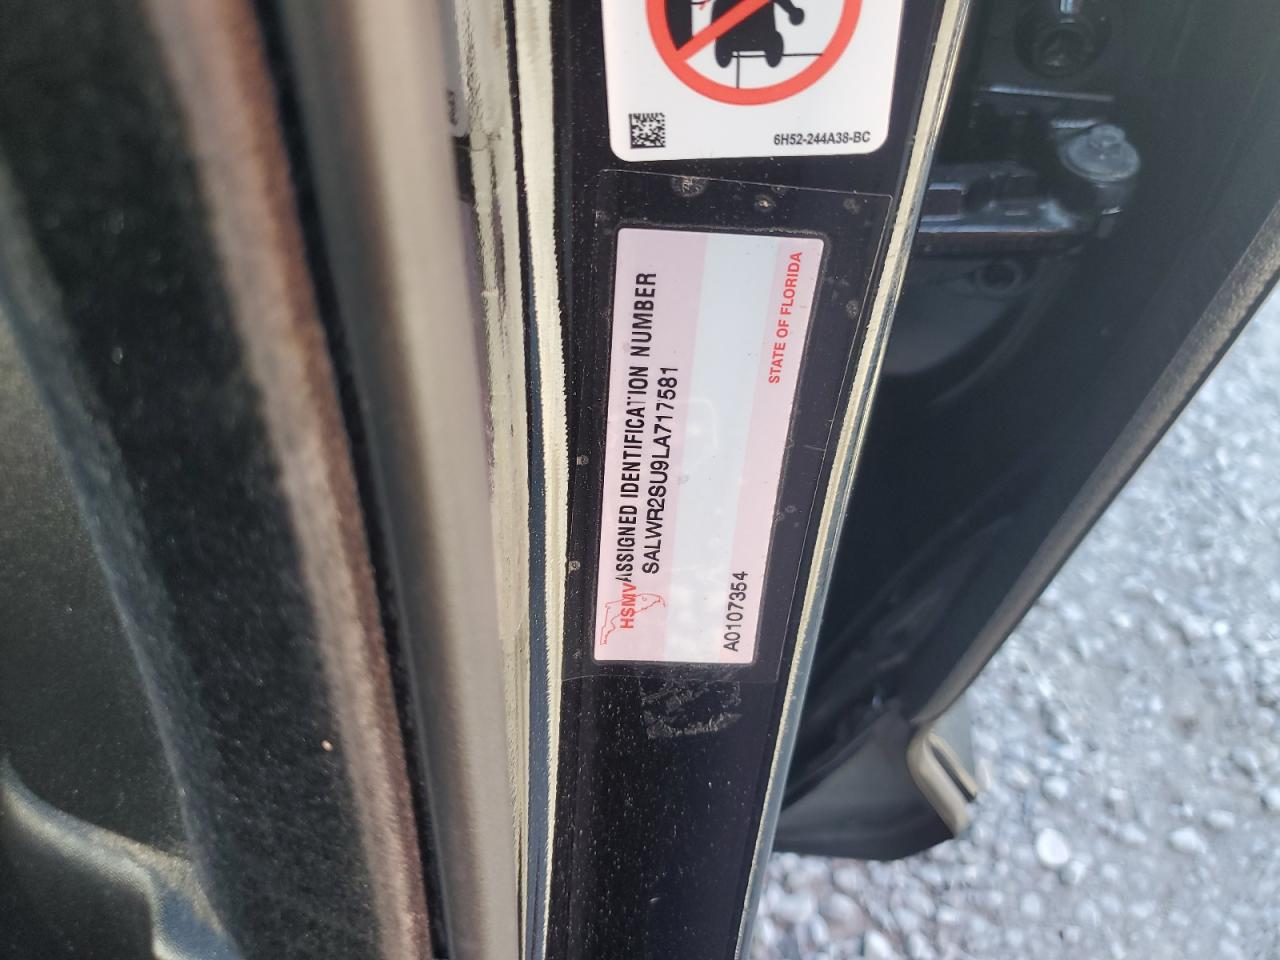 6H52-244A38-BC
STATE OF FLORIDA
HSMV
ASSIGNED IDENTIFICATION NUMBER
SALWR2SU9LA717581
A0107354